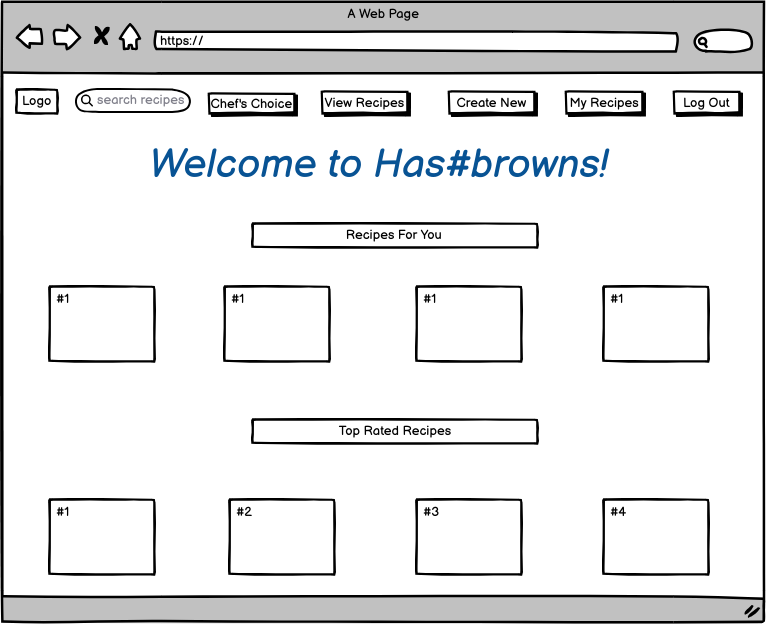 A Web Page
https://
Logo
search recipes
Chef's Choice
View Recipes
Create New
My Recipes
Log Out
Welcome to Has#browns!
Recipes For You
#1 #1 #1 #1
Top Rated Recipes
#1 #2 #3 #4